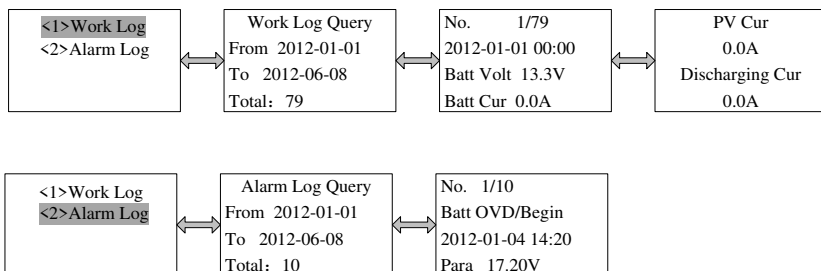 <1>Work Log
<2>Alarm Log
Work Log Query
From 2012-01-01
To 2012-06-08
Total：79
No. 1/79
2012-01-01 00:00
Batt Volt 13.3V
Batt Cur 0.0A
PV Cur
0.0A
Discharging Cur
0.0A
<1>Work Log
<2>Alarm Log
Alarm Log Query
From 2012-01-01
To 2012-06-08
Total：10
No. 1/10
Batt OVD/Begin
2012-01-04 14:20
Para 17.20V